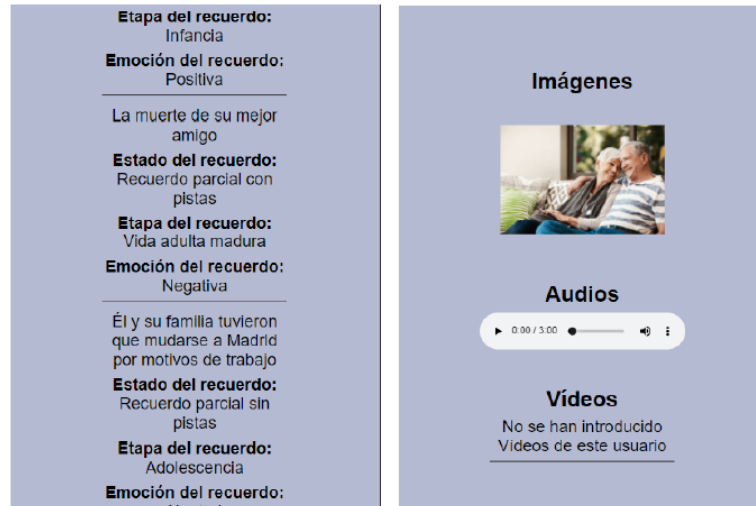 Etapa del recuerdo:
Infancia
Emoción del recuerdo:
Positiva
La muerte de su mejor
amigo
Estado del recuerdo:
Recuerdo parcial con
pistas
Etapa del recuerdo:
Vida adulta madura
Emoción del recuerdo:
Negativa
Él y su familia tuvieron
que mudarse a Madrid
por motivos de trabajo
Estado del recuerdo:
Recuerdo parcial sin
pistas
Etapa del recuerdo:
Adolescencia
Emoción del recuerdo:
Imágenes
Audios
0:00 / 3:00
Vídeos
No se han introducido
Vídeos de este usuario